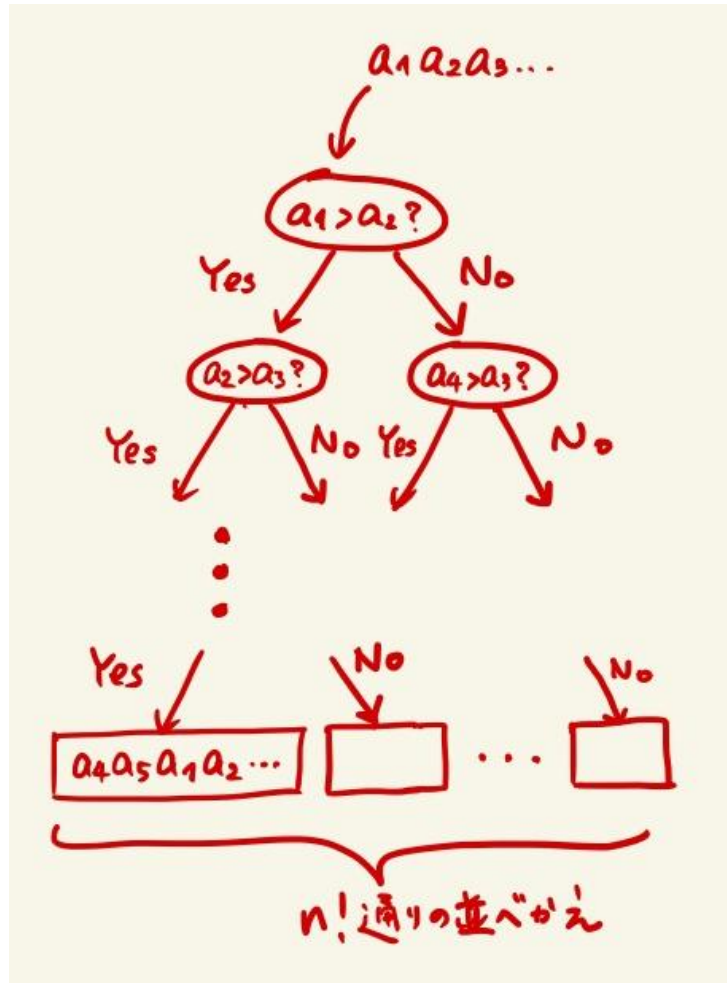 a₁a₂a₃…
a₁>a₂?
Yes No
a₂>a₃? a₄>a₃?
Yes No Yes No
Yes No No
a₄a₅a₁a₂… …
n!通りの並べかえ